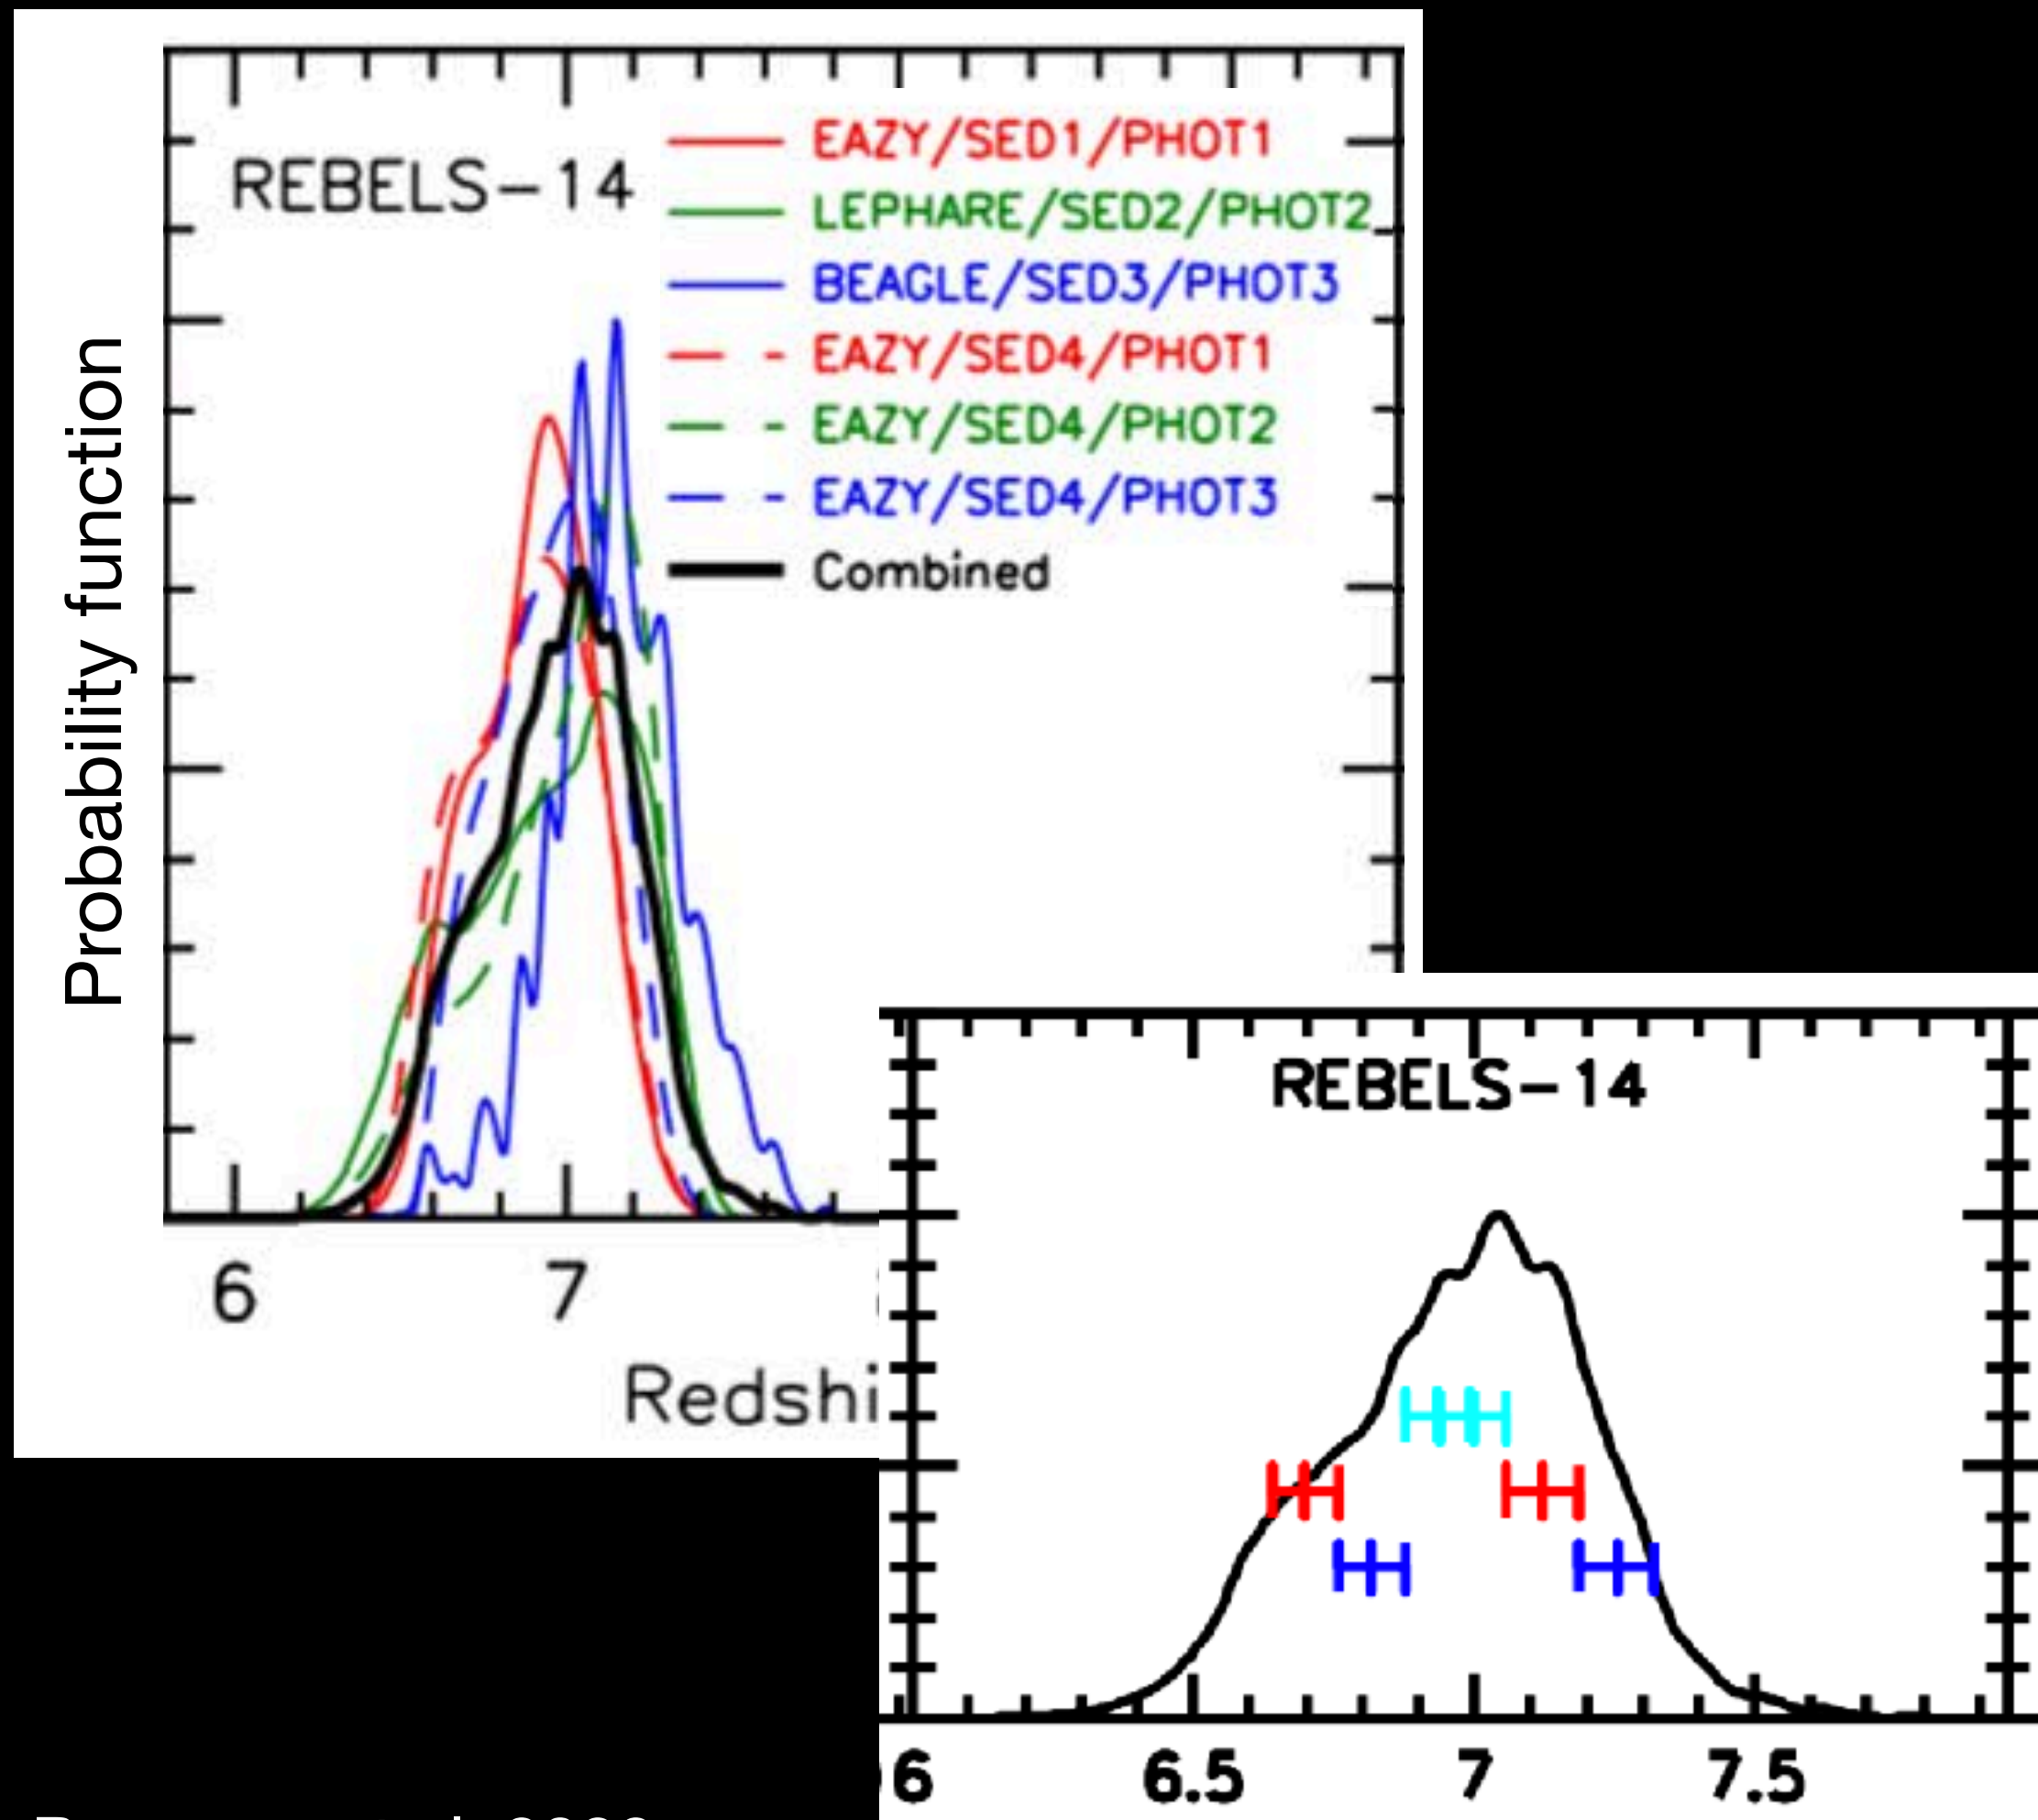 REBELS-14
EAZY/SED1/PHOT1
LEPHARE/SED2/PHOT2
BEAGLE/SED3/PHOT3
EAZY/SED4/PHOT1
EAZY/SED4/PHOT2
EAZY/SED4/PHOT3
Combined
Probability function
6 7
Redshi
REBELS-14
6 6.5 7 7.5